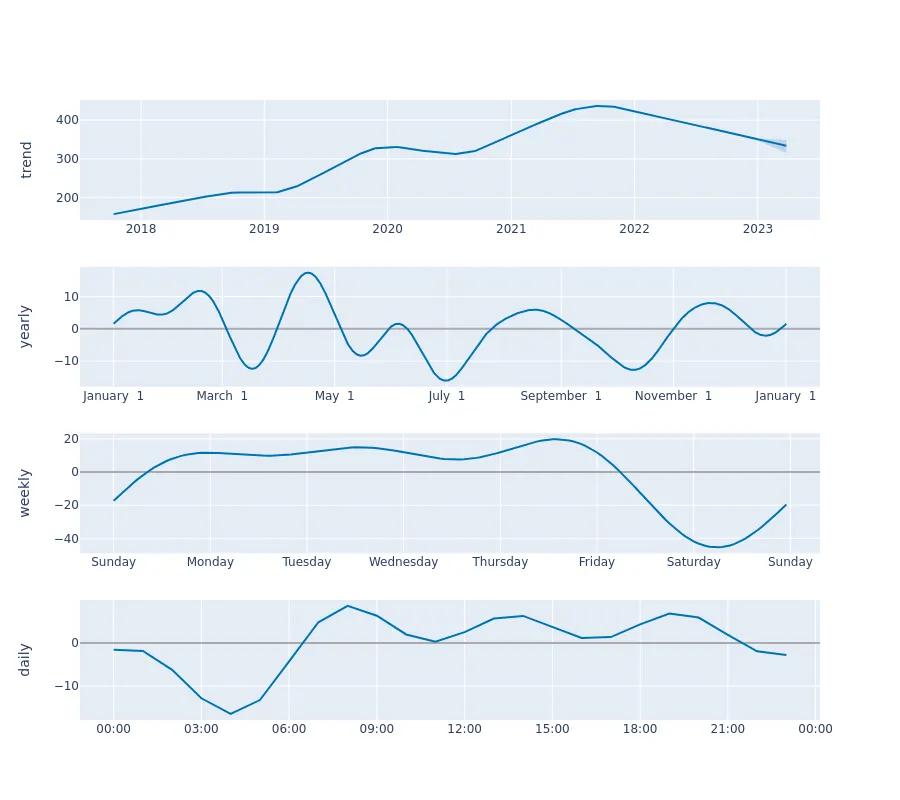 trend
400
300
200
2018 2019 2020 2021 2022 2023
yearly
10
0
−10
January 1 March 1 May 1 July 1 September 1 November 1 January 1
weekly
20
0
−20
−40
Sunday Monday Tuesday Wednesday Thursday Friday Saturday Sunday
daily
0
−10
00:00 03:00 06:00 09:00 12:00 15:00 18:00 21:00 00:00